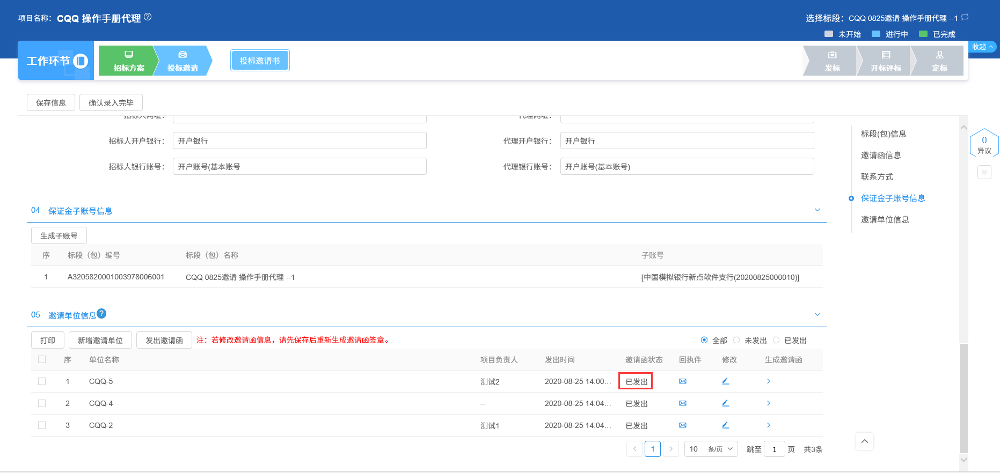 项目名称： CQQ 操作手册代理
选择标段： CQQ 0825邀请 操作手册代理 --1
未开始 进行中 已完成
收起
工作环节
招标方案 投标邀请 投标邀请书 发标 开标评标 定标
保存信息 确认录入完毕
招标人网址： 代理网址：
招标人开户银行： 开户银行 代理开户银行： 开户银行
招标人银行账号： 开户账号(基本账号 代理银行账号： 开户账号(基本账号)
标段(包)信息
邀请函信息
联系方式
保证金子账号信息
邀请单位信息
0
异议
04 保证金子账号信息
生成子账号
序 标段（包）编号 标段（包）名称 子账号
1 A3205820001003978006001 CQQ 0825邀请 操作手册代理 --1 [中国模拟银行新点软件支行(20200825000010)]
05 邀请单位信息
打印 新增邀请单位 发出邀请函 注：若修改邀请函信息，请先保存后重新生成邀请函签章。 全部 未发出 已发出
序 单位名称 项目负责人 发出时间 邀请函状态 回执件 修改 生成邀请函
1 CQQ-5 测试2 2020-08-25 14:00... 已发出
2 CQQ-4 -- 2020-08-25 14:04... 已发出
3 CQQ-2 测试1 2020-08-25 14:04... 已发出
1 10 条/页 跳至 1 页 共3条